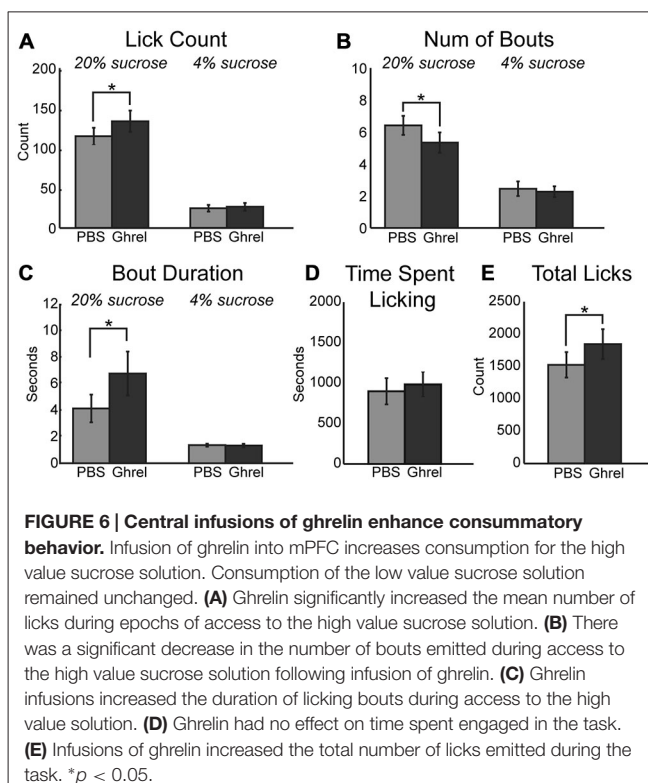 A Lick Count
20% sucrose 4% sucrose
200
150
100
50
0
Count
*
PBS Ghrel PBS Ghrel
B Num of Bouts
20% sucrose 4% sucrose
10
8
6
4
2
0
*
PBS Ghrel PBS Ghrel
C Bout Duration
20% sucrose 4% sucrose
12
10
8
6
4
2
0
Seconds
*
PBS Ghrel PBS Ghrel
D Time Spent
Licking
2000
1500
1000
500
0
Seconds
PBS Ghrel
E Total Licks
2500
2000
1500
1000
500
0
Count
*
PBS Ghrel
FIGURE 6 | Central infusions of ghrelin enhance consummatory
behavior. Infusion of ghrelin into mPFC increases consumption for the high
value sucrose solution. Consumption of the low value sucrose solution
remained unchanged. (A) Ghrelin significantly increased the mean number of
licks during epochs of access to the high value sucrose solution. (B) There
was a significant decrease in the number of bouts emitted during access to
the high value sucrose solution following infusion of ghrelin. (C) Ghrelin
infusions increased the duration of licking bouts during access to the high
value solution. (D) Ghrelin had no effect on time spent engaged in the task.
(E) Infusions of ghrelin increased the total number of licks emitted during the
task. *p < 0.05.